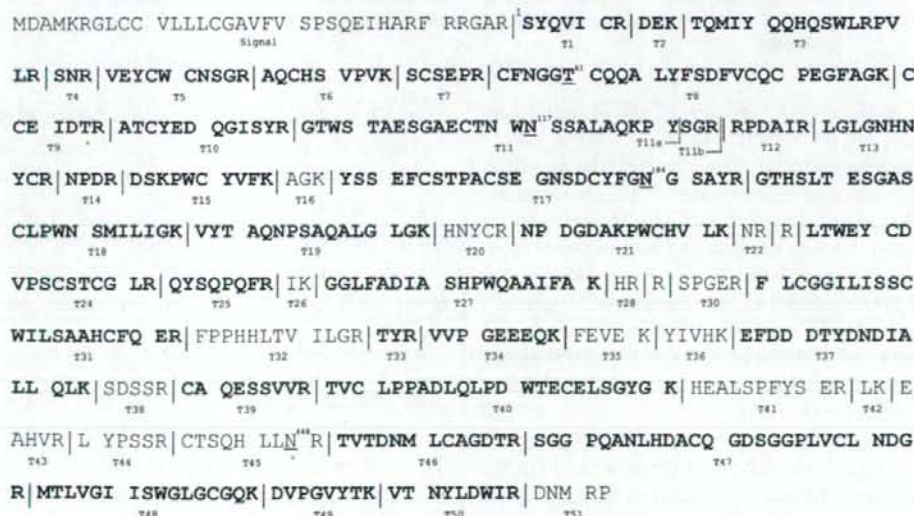 MDAMKRGLCC VLLLCGAVFV SPSQEIHARF RRGAR|¹SYQVI CR|DEK|TQMIY QQHQSWLRPV
Signal T1 T2 T3
LR|SNR|VEYCW CNSGR|AQCHS VPVK|SCSEPR|CFNGGT⁶¹ CQQA LYFSDFVCQC PEGFAGK|C
T4 T5 T6 T7 T8
CE IDTR|ATCYED QGISYR|GTWS TAESGAECTN WN¹¹⁷SSALAQKP Y|SGR||RPDAIR|LGLGNHN
T9 T10 T11 T11a T11b T12 T13
YCR|NPDR|DSKPWC YVFK|AGK|YSS EFCSTPACSE GNSDCYFGN¹⁸⁴G SAYR|GTHSLT ESGAS
T14 T15 T16 T17
CLPWN SMILIGK|VYT AQNPSAQALG LGK|HNYCR|NP DGDAKPWCHV LK|NR|R|LTWEY CD
T18 T19 T20 T21 T22
VPSCSTCG LR|QYSQPQFR|IK|GGLFADIA SHPWQAAIFA K|HR|R|SPGER|F LCGGILISSC
T24 T25 T26 T27 T28 T30
WILSAAHCFQ ER|FPPHHLTV ILGR|TYR|VVP GEEEQK|FEVE K|YIVHK|EFDD DTYDNDIA
T31 T32 T33 T34 T35 T36 T37
LL QLK|SDSSR|CA QESSVVR|TVC LPPADLQLPD WTECELSGYG K|HEALSPFYS ER|LK|E
T38 T39 T40 T41 T42
AHVR|L YPSSR|CTSQH LLN⁴⁴⁸R|TVTDNM LCAGDTR|SGG PQANLHDACQ GDSGGPLVCL NDG
T43 T44 T45 T46 T47
R|MTLVGI ISWGLGCGQK|DVPGVYTK|VT NYLDWIR|DNM RP
T48 T49 T50 T51